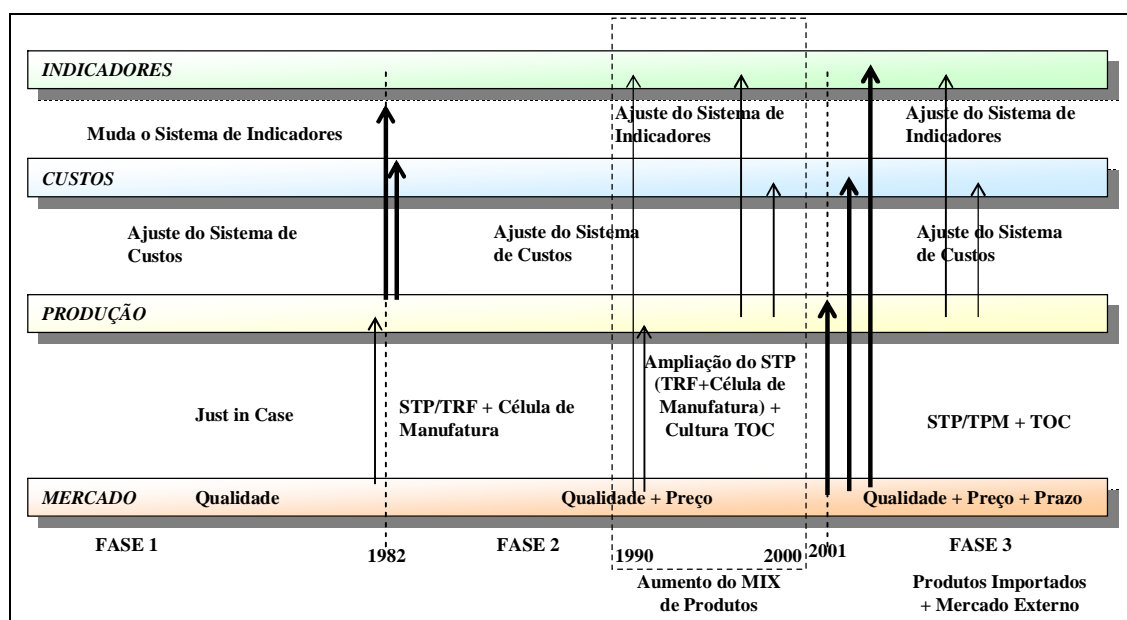 INDICADORES
Muda o Sistema de Indicadores
Ajuste do Sistema de
Indicadores
Ajuste do Sistema de
Indicadores
CUSTOS
Ajuste do Sistema de
Custos
Ajuste do Sistema
de Custos
Ajuste do Sistema
de Custos
PRODUÇÃO
Just in Case
STP/TRF + Célula de
Manufatura
Ampliação do STP
(TRF+Célula de
Manufatura) +
Cultura TOC
STP/TPM + TOC
MERCADO
Qualidade
Qualidade + Preço
Qualidade + Preço + Prazo
FASE 1
1982
FASE 2
1990
2000
2001
FASE 3
Aumento do MIX
de Produtos
Produtos Importados
+ Mercado Externo